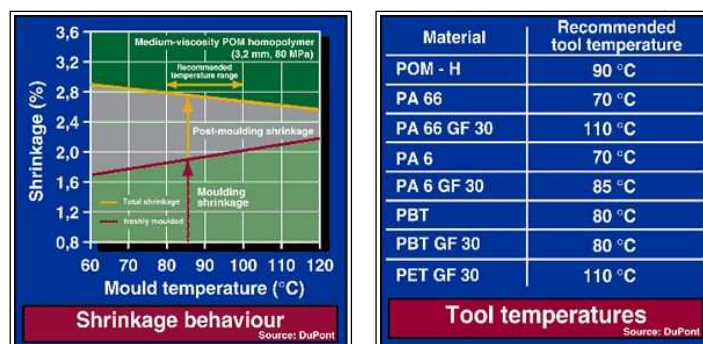 3,6
3,2
2,8
2,4
2,0
1,6
1,2
0,8
Shrinkage (%)
Medium-viscosity POM homopolymer
(3,2 mm, 80 MPa)
Recommended
temperature range
Post-moulding shrinkage
Moulding
shrinkage
Total shrinkage
freshly moulded
60 70 80 90 100 110 120
Mould temperature (°C)
Shrinkage behaviour
Source: DuPont
Material Recommended
tool temperature
POM - H 90 °C
PA 66 70 °C
PA 66 GF 30 110 °C
PA 6 70 °C
PA 6 GF 30 85 °C
PBT 80 °C
PBT GF 30 80 °C
PET GF 30 110 °C
Tool temperatures
Source: DuPont